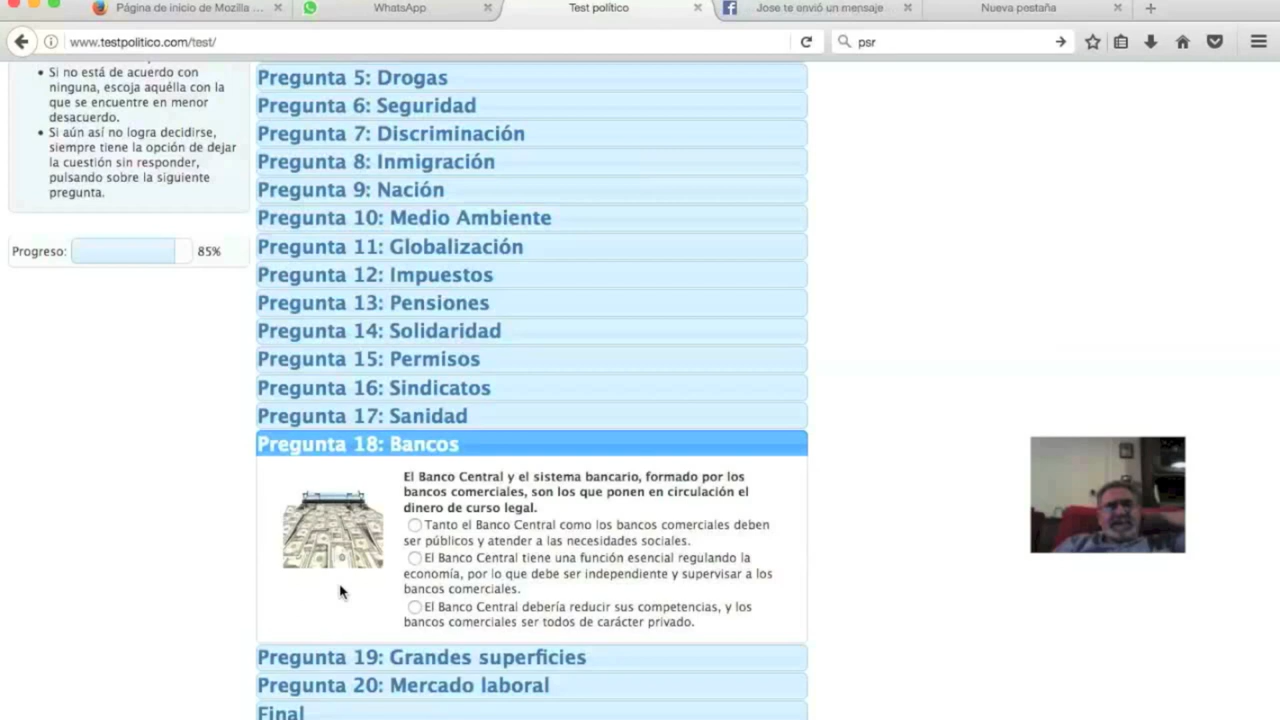 Página de inicio de Mozilla ...
WhatsApp
Test político
Jose te envió un mensaje
Nueva pestaña
www.testpolitico.com/test/
psr
Si no está de acuerdo con
ninguna, escoja aquélla con la
que se encuentre en menor
desacuerdo.
Si aún así no logra decidirse,
siempre tiene la opción de dejar
la cuestión sin responder,
pulsando sobre la siguiente
pregunta.
Progreso: 85%
Pregunta 5: Drogas
Pregunta 6: Seguridad
Pregunta 7: Discriminación
Pregunta 8: Inmigración
Pregunta 9: Nación
Pregunta 10: Medio Ambiente
Pregunta 11: Globalización
Pregunta 12: Impuestos
Pregunta 13: Pensiones
Pregunta 14: Solidaridad
Pregunta 15: Permisos
Pregunta 16: Sindicatos
Pregunta 17: Sanidad
Pregunta 18: Bancos
El Banco Central y el sistema bancario, formado por los
bancos comerciales, son los que ponen en circulación el
dinero de curso legal.
Tanto el Banco Central como los bancos comerciales deben
ser públicos y atender a las necesidades sociales.
El Banco Central tiene una función esencial regulando la
economía, por lo que debe ser independiente y supervisar a los
bancos comerciales.
El Banco Central debería reducir sus competencias, y los
bancos comerciales ser todos de carácter privado.
Pregunta 19: Grandes superficies
Pregunta 20: Mercado laboral
Final